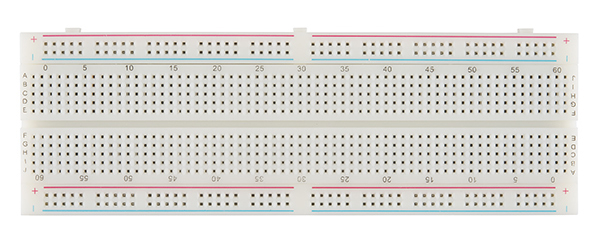 + +
− −
0 5 10 15 20 25 30 35 40 45 50 55 60
A J
B I
C H
D G
E F
F E
G D
H C
I B
J A
60 55 50 45 40 35 30 25 20 15 10 5 0
+ +
− −